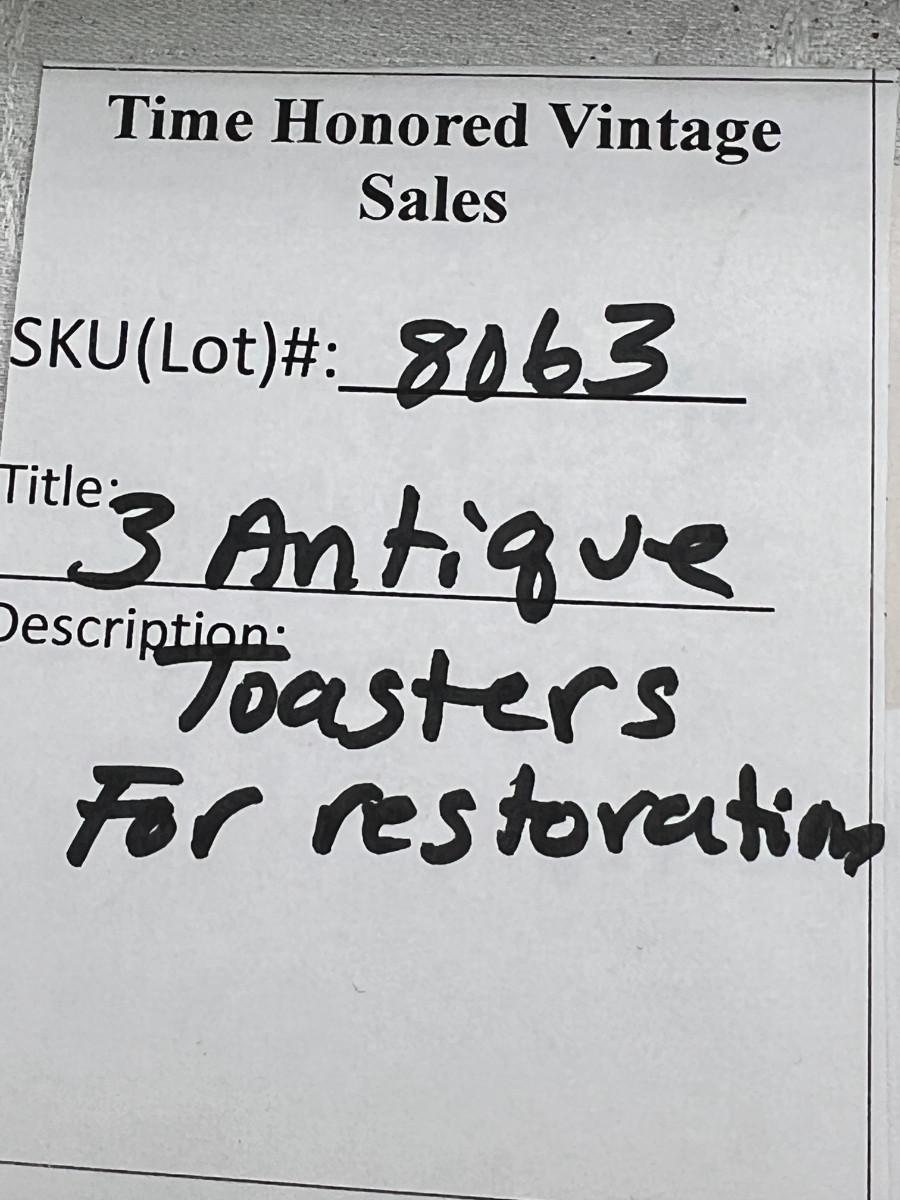 Time Honored Vintage
Sales
SKU(Lot)#: 8063
Title: 3 Antique
Description:
Toasters
For restoration